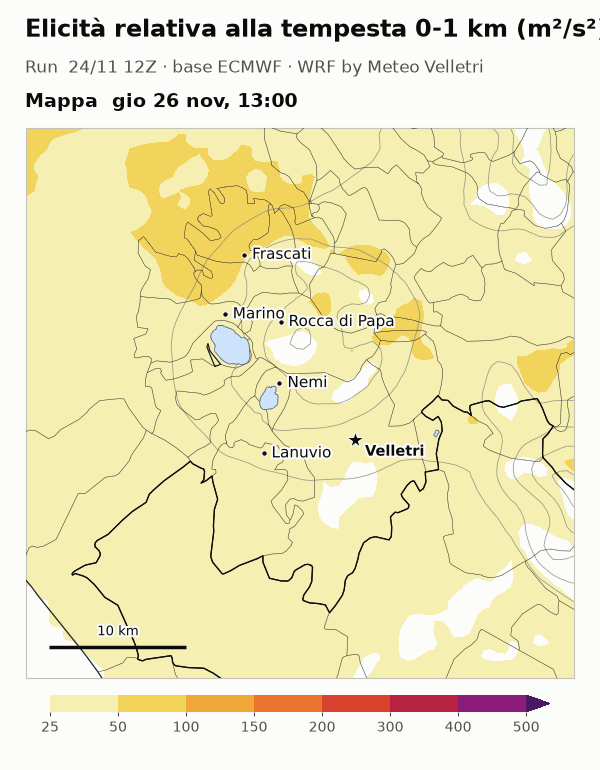 Elicità relativa alla tempesta 0-1 km (m²/s²)
Run 24/11 12Z · base ECMWF · WRF by Meteo Velletri
Mappa gio 26 nov, 13:00
Frascati
Marino
Rocca di Papa
Nemi
Lanuvio
Velletri
10 km
25 50 100 150 200 300 400 500